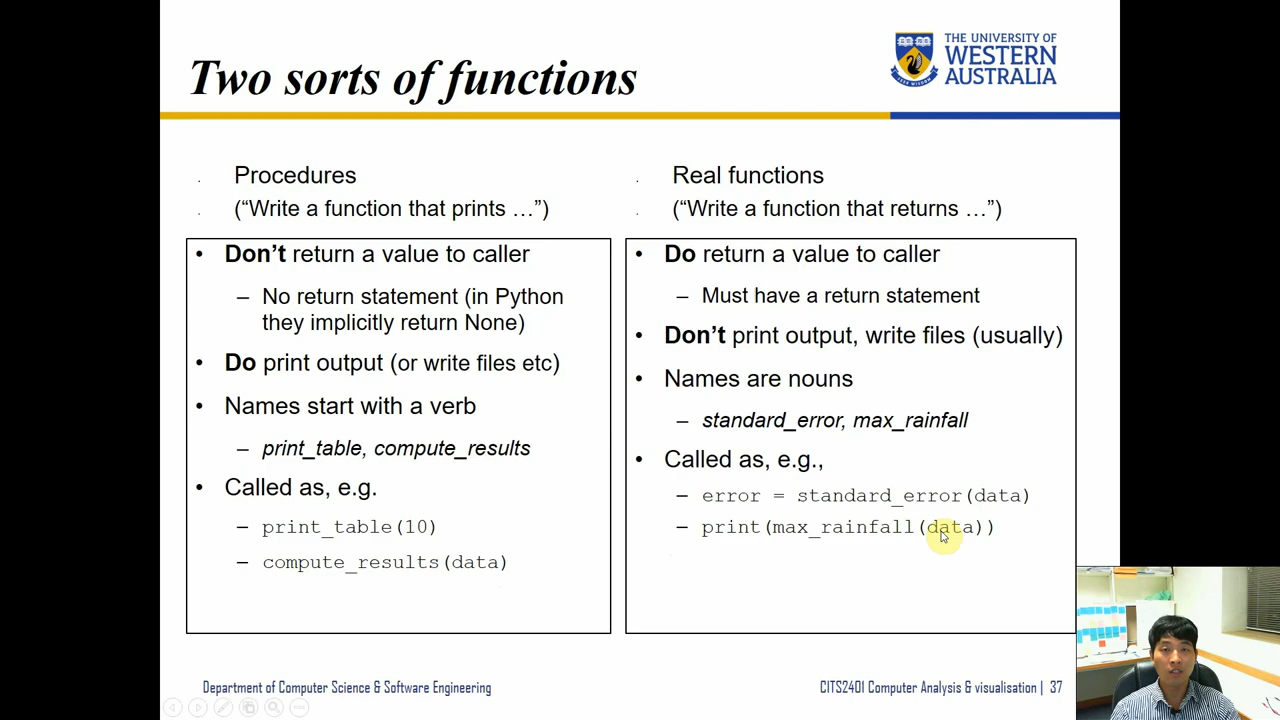 Two sorts of functions
THE UNIVERSITY OF
WESTERN
AUSTRALIA
Procedures
(“Write a function that prints …”)
• Don’t return a value to caller
– No return statement (in Python
they implicitly return None)
• Do print output (or write files etc)
• Names start with a verb
– print_table, compute_results
• Called as, e.g.
– print_table(10)
– compute_results(data)
Real functions
(“Write a function that returns …”)
• Do return a value to caller
– Must have a return statement
• Don’t print output, write files (usually)
• Names are nouns
– standard_error, max_rainfall
• Called as, e.g.,
– error = standard_error(data)
– print(max_rainfall(data))
Department of Computer Science & Software Engineering
CITS2401 Computer Analysis & visualisation | 37